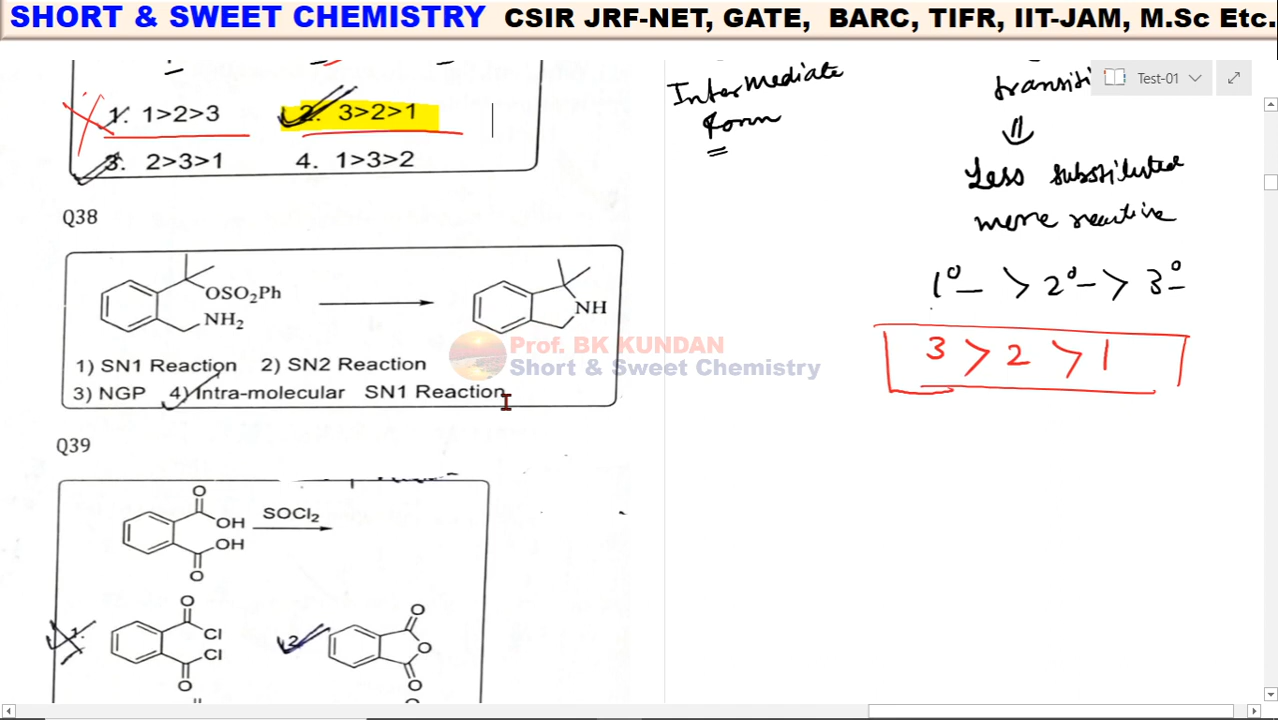 SHORT & SWEET CHEMISTRY CSIR JRF-NET, GATE, BARC, TIFR, IIT-JAM, M.Sc Etc.
1. 1>2>3 2. 3>2>1
3. 2>3>1 4. 1>3>2
Q38
OSO2Ph
NH2
NH
1) SN1 Reaction 2) SN2 Reaction
3) NGP 4) Intra-molecular SN1 Reaction
Prof. BK KUNDAN
Short & Sweet Chemistry
Q39
O
OH
OH
O
SOCl2
1.
O
Cl
Cl
O
2.
O
O
O
Intermediate
form
Test-01
Less substituted
more reactive
1° > 2° > 3°
3 > 2 > 1